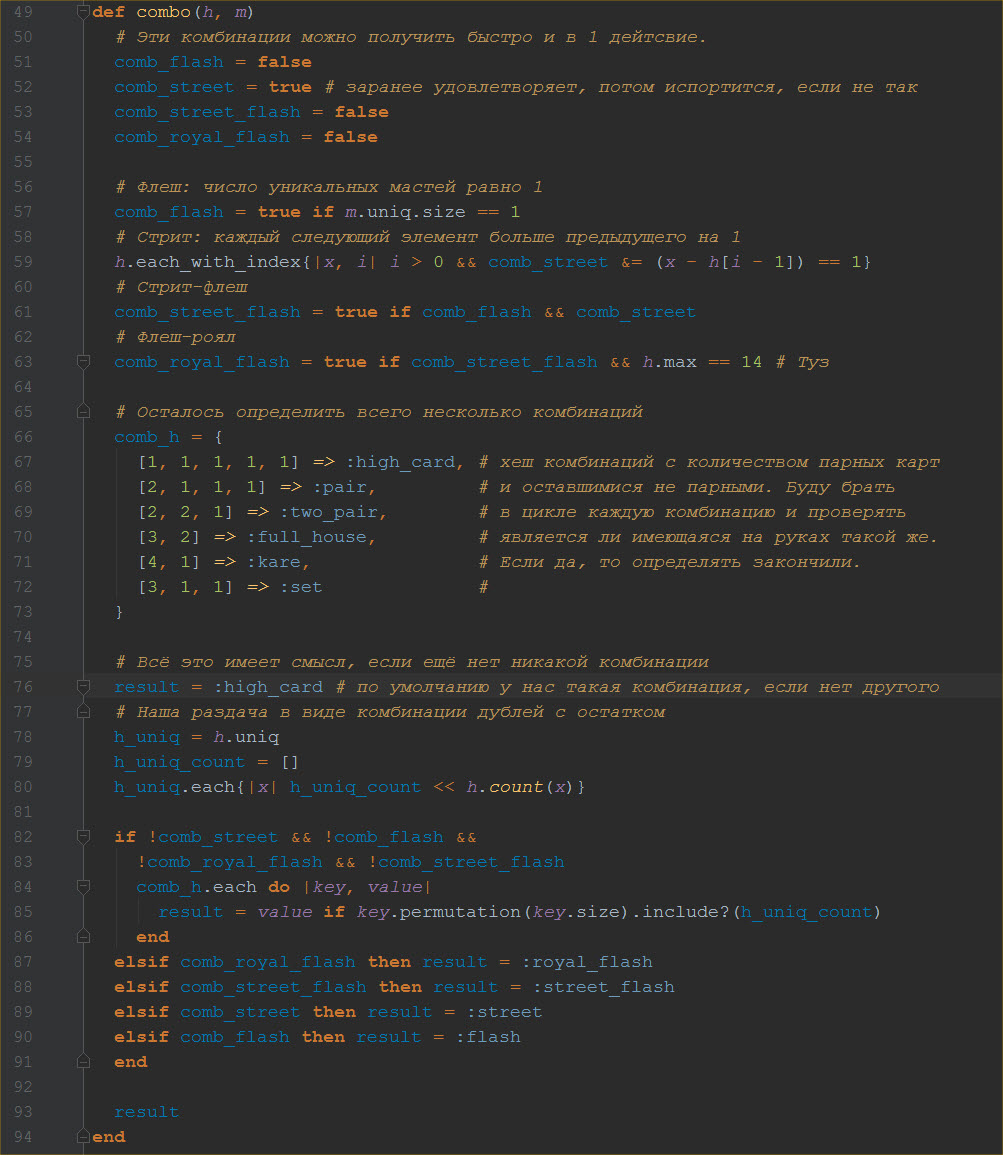 49 def combo(h, m)
50 # Эти комбинации можно получить быстро и в 1 дейтсвие.
51 comb_flash = false
52 comb_street = true # заранее удовлетворяет, потом испортится, если не так
53 comb_street_flash = false
54 comb_royal_flash = false
55
56 # Флеш: число уникальных мастей равно 1
57 comb_flash = true if m.uniq.size == 1
58 # Стрит: каждый следующий элемент больше предыдущего на 1
59 h.each_with_index{|x, i| i > 0 && comb_street &= (x - h[i - 1]) == 1}
60 # Стрит-флеш
61 comb_street_flash = true if comb_flash && comb_street
62 # Флеш-роял
63 comb_royal_flash = true if comb_street_flash && h.max == 14 # Туз
64
65 # Осталось определить всего несколько комбинаций
66 comb_h = {
67 [1, 1, 1, 1, 1] => :high_card, # хеш комбинаций с количеством парных карт
68 [2, 1, 1, 1] => :pair, # и оставшимися не парными. Буду брать
69 [2, 2, 1] => :two_pair, # в цикле каждую комбинацию и проверять
70 [3, 2] => :full_house, # является ли имеющаяся на руках такой же.
71 [4, 1] => :kare, # Если да, то определять закончили.
72 [3, 1, 1] => :set #
73 }
74
75 # Всё это имеет смысл, если ещё нет никакой комбинации
76 result = :high_card # по умолчанию у нас такая комбинация, если нет другого
77 # Наша раздача в виде комбинации дублей с остатком
78 h_uniq = h.uniq
79 h_uniq_count = []
80 h_uniq.each{|x| h_uniq_count << h.count(x)}
81
82 if !comb_street && !comb_flash &&
83 !comb_royal_flash && !comb_street_flash
84 comb_h.each do |key, value|
85 result = value if key.permutation(key.size).include?(h_uniq_count)
86 end
87 elsif comb_royal_flash then result = :royal_flash
88 elsif comb_street_flash then result = :street_flash
89 elsif comb_street then result = :street
90 elsif comb_flash then result = :flash
91 end
92
93 result
94 end